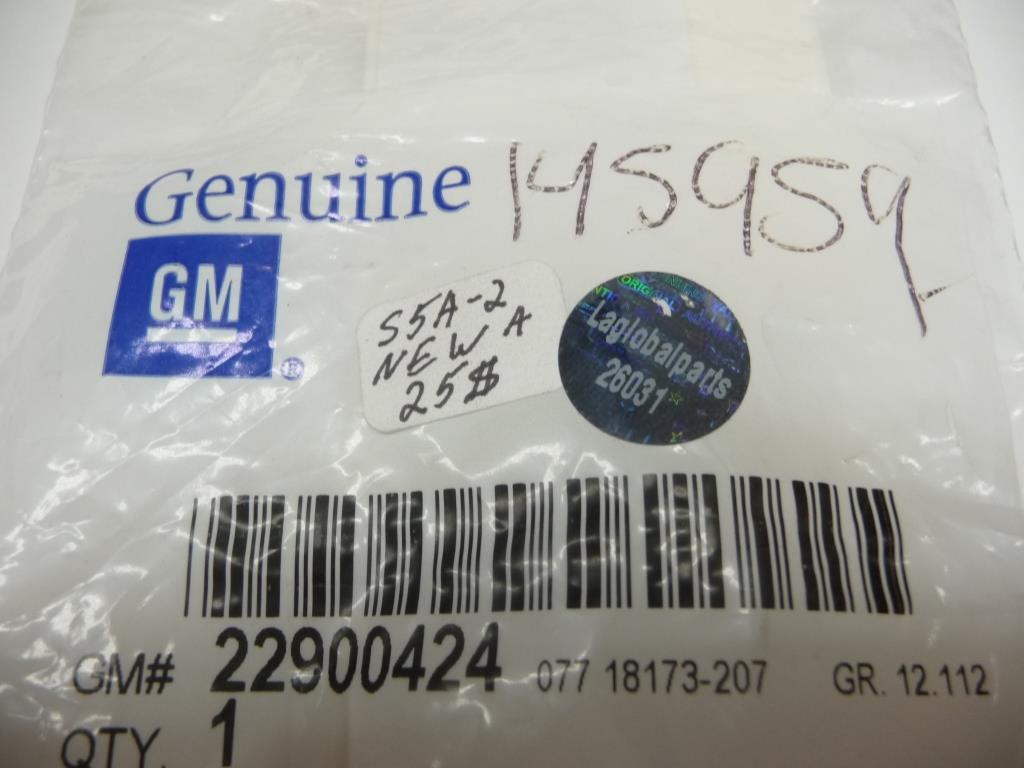 Genuine
145959
GM
®
S5A-2
NEW A
25$
ORIGINAL
Laglobalparts
26031
GM# 22900424 077 18173-207 GR. 12.112
QTY. 1